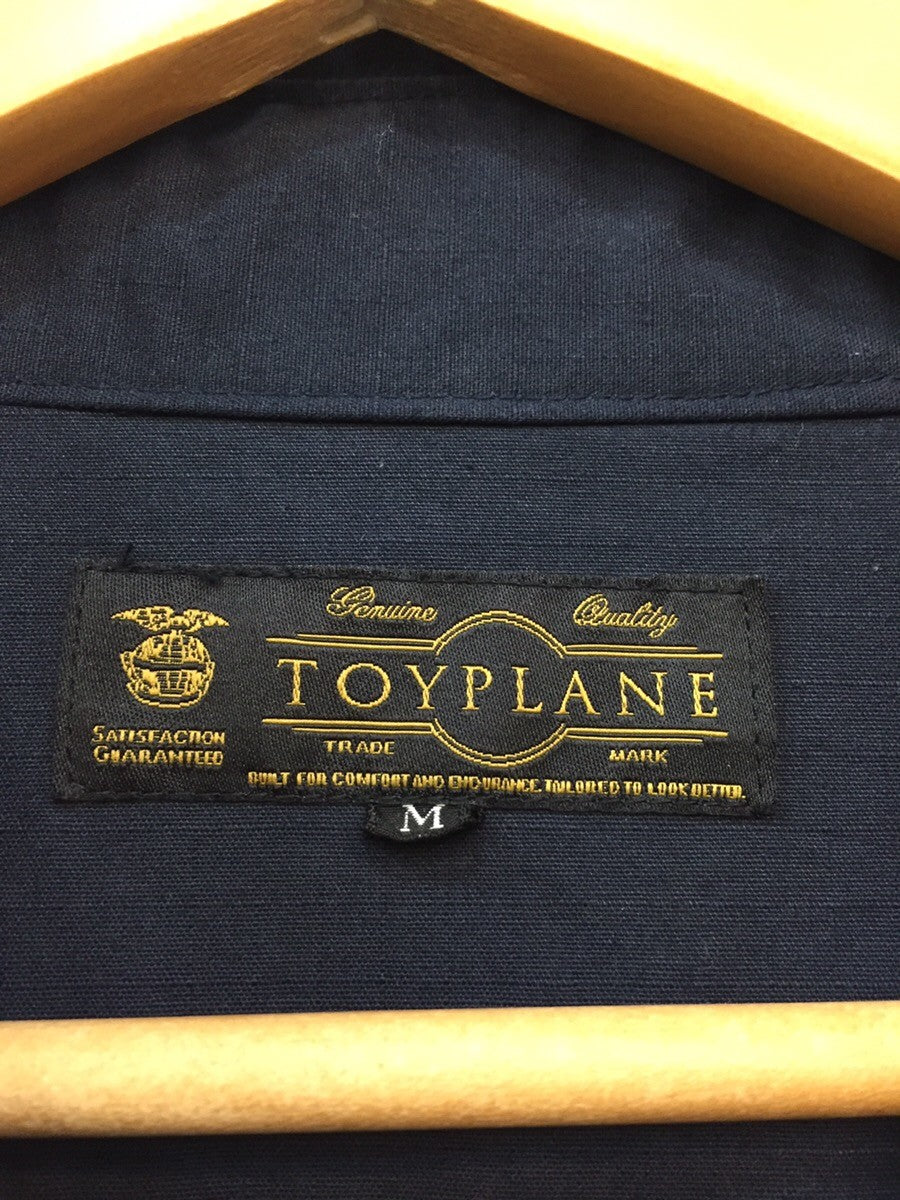 Genuine Quality
TOYPLANE
TRADE MARK
SATISFACTION
GUARANTEED
BUILT FOR COMFORT AND ENDURANCE. TAILORED TO LOOK BETTER.
M